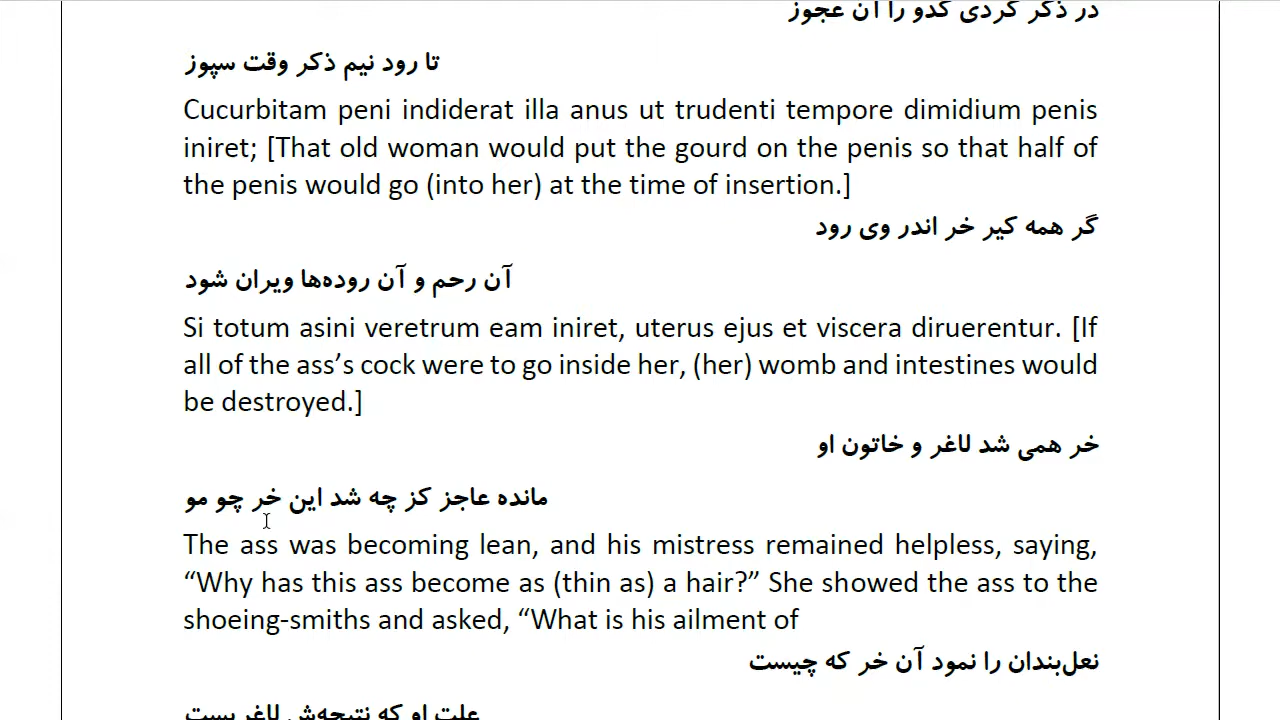 در ذکر کردی کدو را آن عجوز
تا رود نیم ذکر وقت سپوز
Cucurbitam peni indiderat illa anus ut trudenti tempore dimidium penis
iniret; [That old woman would put the gourd on the penis so that half of
the penis would go (into her) at the time of insertion.]
گر همه کیر خر اندر وی رود
آن رحم و آن روده‌ها ویران شود
Si totum asini veretrum eam iniret, uterus ejus et viscera diruerentur. [If
all of the ass’s cock were to go inside her, (her) womb and intestines would
be destroyed.]
خر همی شد لاغر و خاتون او
مانده عاجز کز چه شد این خر چو مو
The ass was becoming lean, and his mistress remained helpless, saying,
“Why has this ass become as (thin as) a hair?” She showed the ass to the
shoeing-smiths and asked, “What is his ailment of
نعل‌بندان را نمود آن خر که چیست
علت او که نتیجه‌ش لاغریست